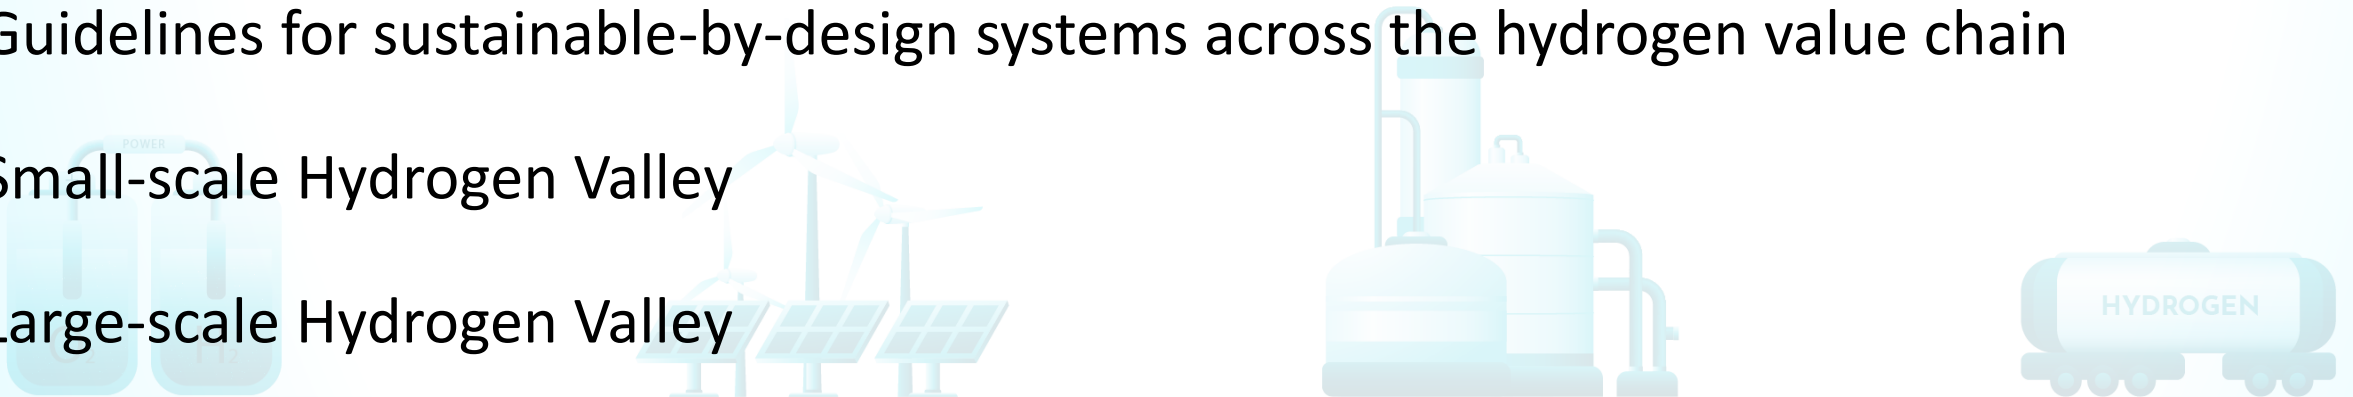 Guidelines for sustainable-by-design systems across the hydrogen value chain
POWER
Small-scale Hydrogen Valley
HYDROGEN
Large-scale Hydrogen Valley